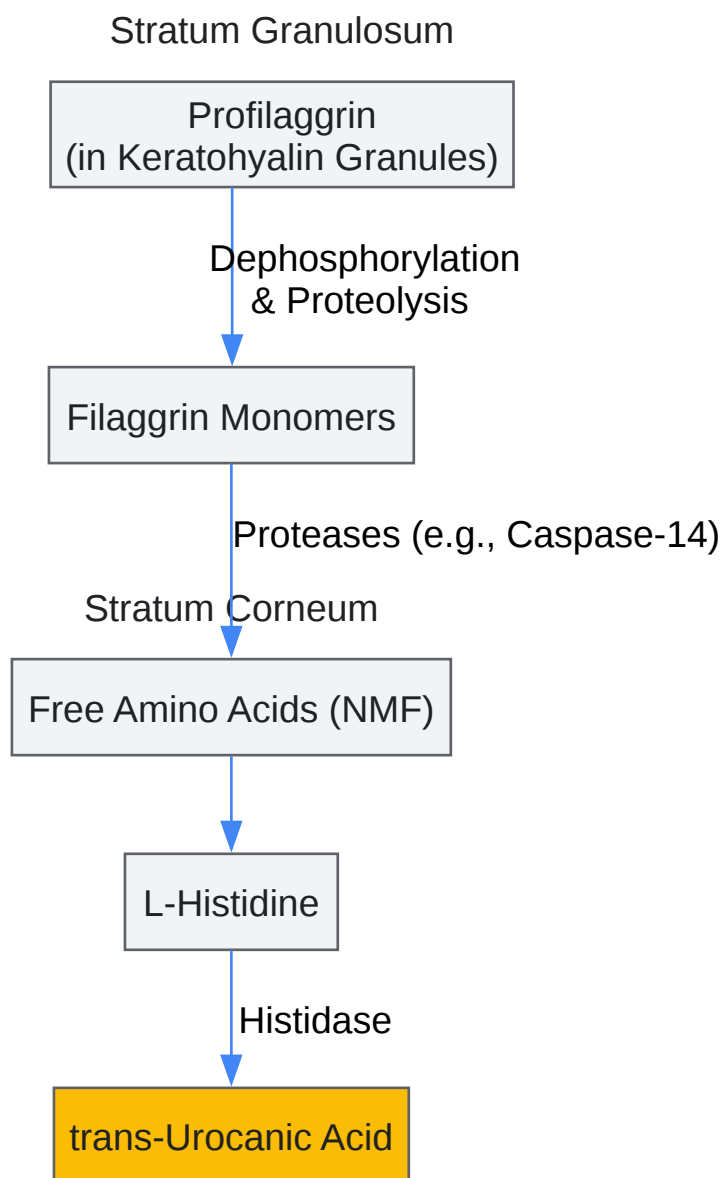 Stratum Granulosum
Profilaggrin
(in Keratohyalin Granules)
Dephosphorylation
& Proteolysis
Filaggrin Monomers
Proteases (e.g., Caspase-14)
Stratum Corneum
Free Amino Acids (NMF)
L-Histidine
Histidase
trans-Urocanic Acid